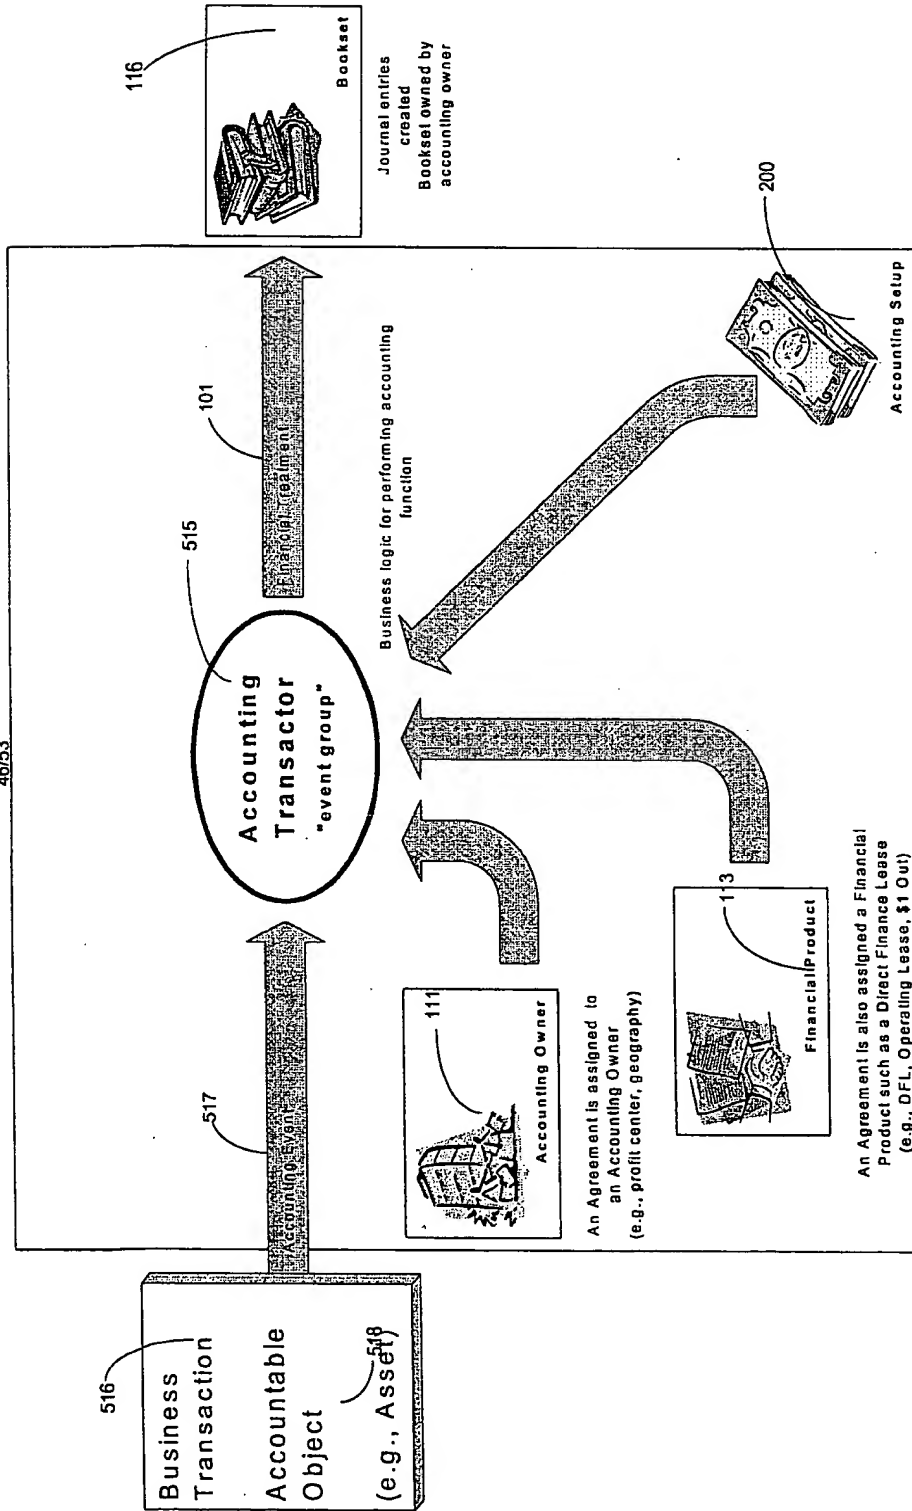 46/53
516
Business
Transaction
Accountable
Object
518
(e.g., Asset)
517
Accounting Event
515
Accounting
Transactor
"event group"
101
Financial Treatment
116
Bookset
Journal entries
created
Bookset owned by
accounting owner
Business logic for performing accounting
function
111
Accounting Owner
An Agreement is assigned to
an Accounting Owner
(e.g., profit center, geography)
113
Financial Product
An Agreement is also assigned a Financial
Product such as a Direct Finance Lease
(e.g., DFL, Operating Lease, $1 Out)
200
Accounting Setup